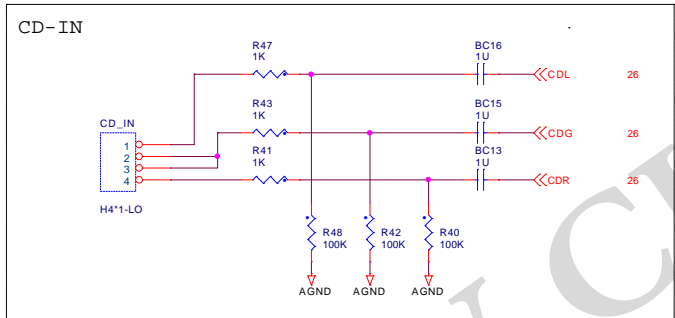 CD-IN
R47
1K
BC16
1U
CDL 26
R43
1K
BC15
1U
CD_IN
1
2
3
4
CDG 26
R41
1K
BC13
1U
CDR 26
H4*1-LO
R48
100K
R42
100K
R40
100K
AGND AGND AGND